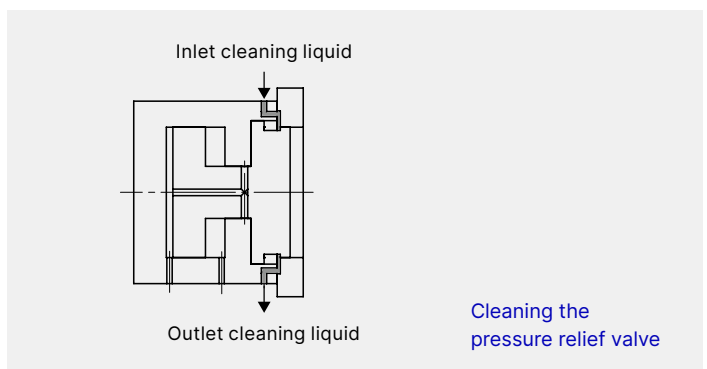 Inlet cleaning liquid
Outlet cleaning liquid
Cleaning the
pressure relief valve